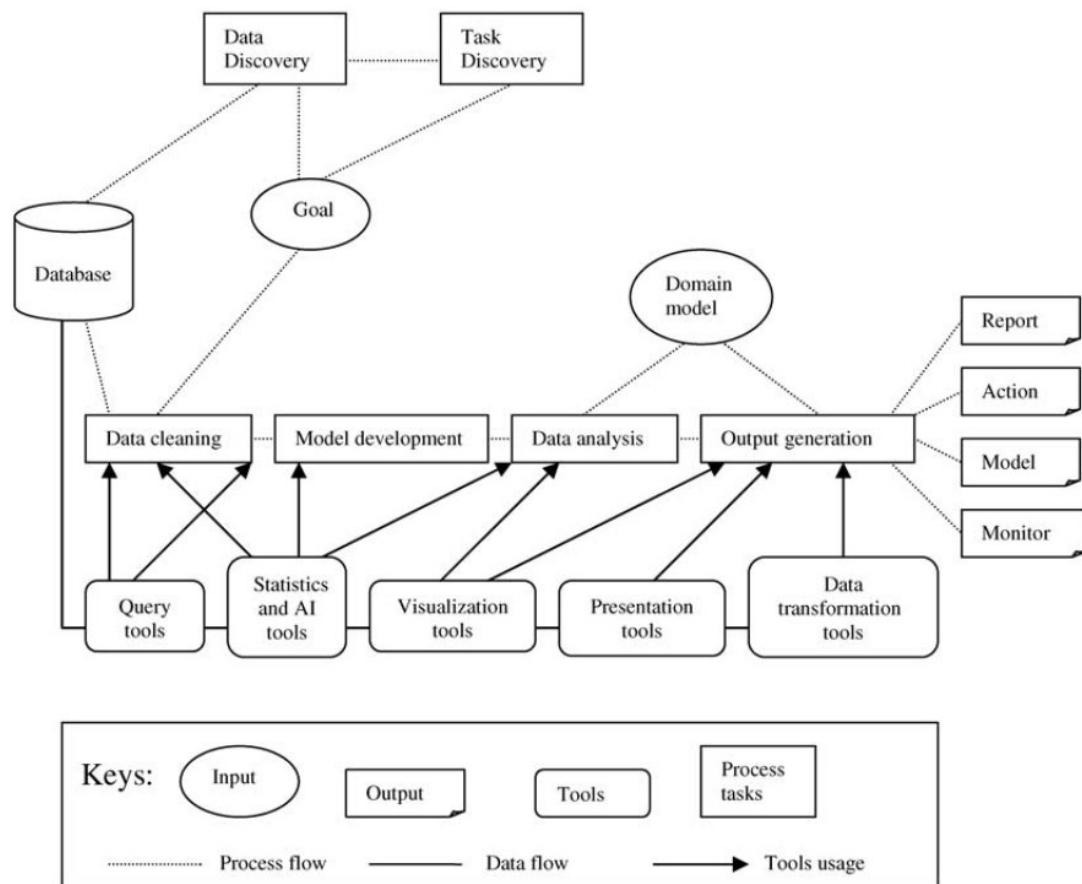 Data
Discovery
Task
Discovery
Goal
Database
Domain
model
Report
Action
Model
Monitor
Data cleaning
Model development
Data analysis
Output generation
Query
tools
Statistics
and AI
tools
Visualization
tools
Presentation
tools
Data
transformation
tools
Keys:
Input
Output
Tools
Process
tasks
Process flow
Data flow
Tools usage